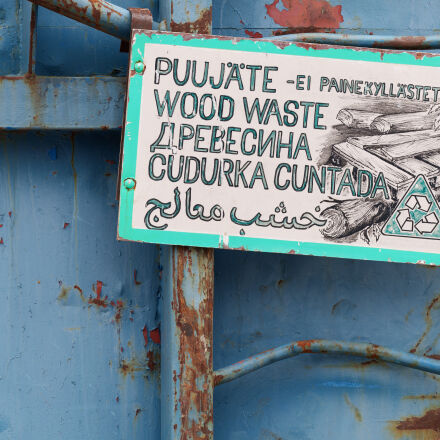 PUUJÄTE -EI PAINEKYLLÄSTET
WOOD WASTE
ДРЕВЕСИНА
CUDURKA CUNTADA
خشب معالج